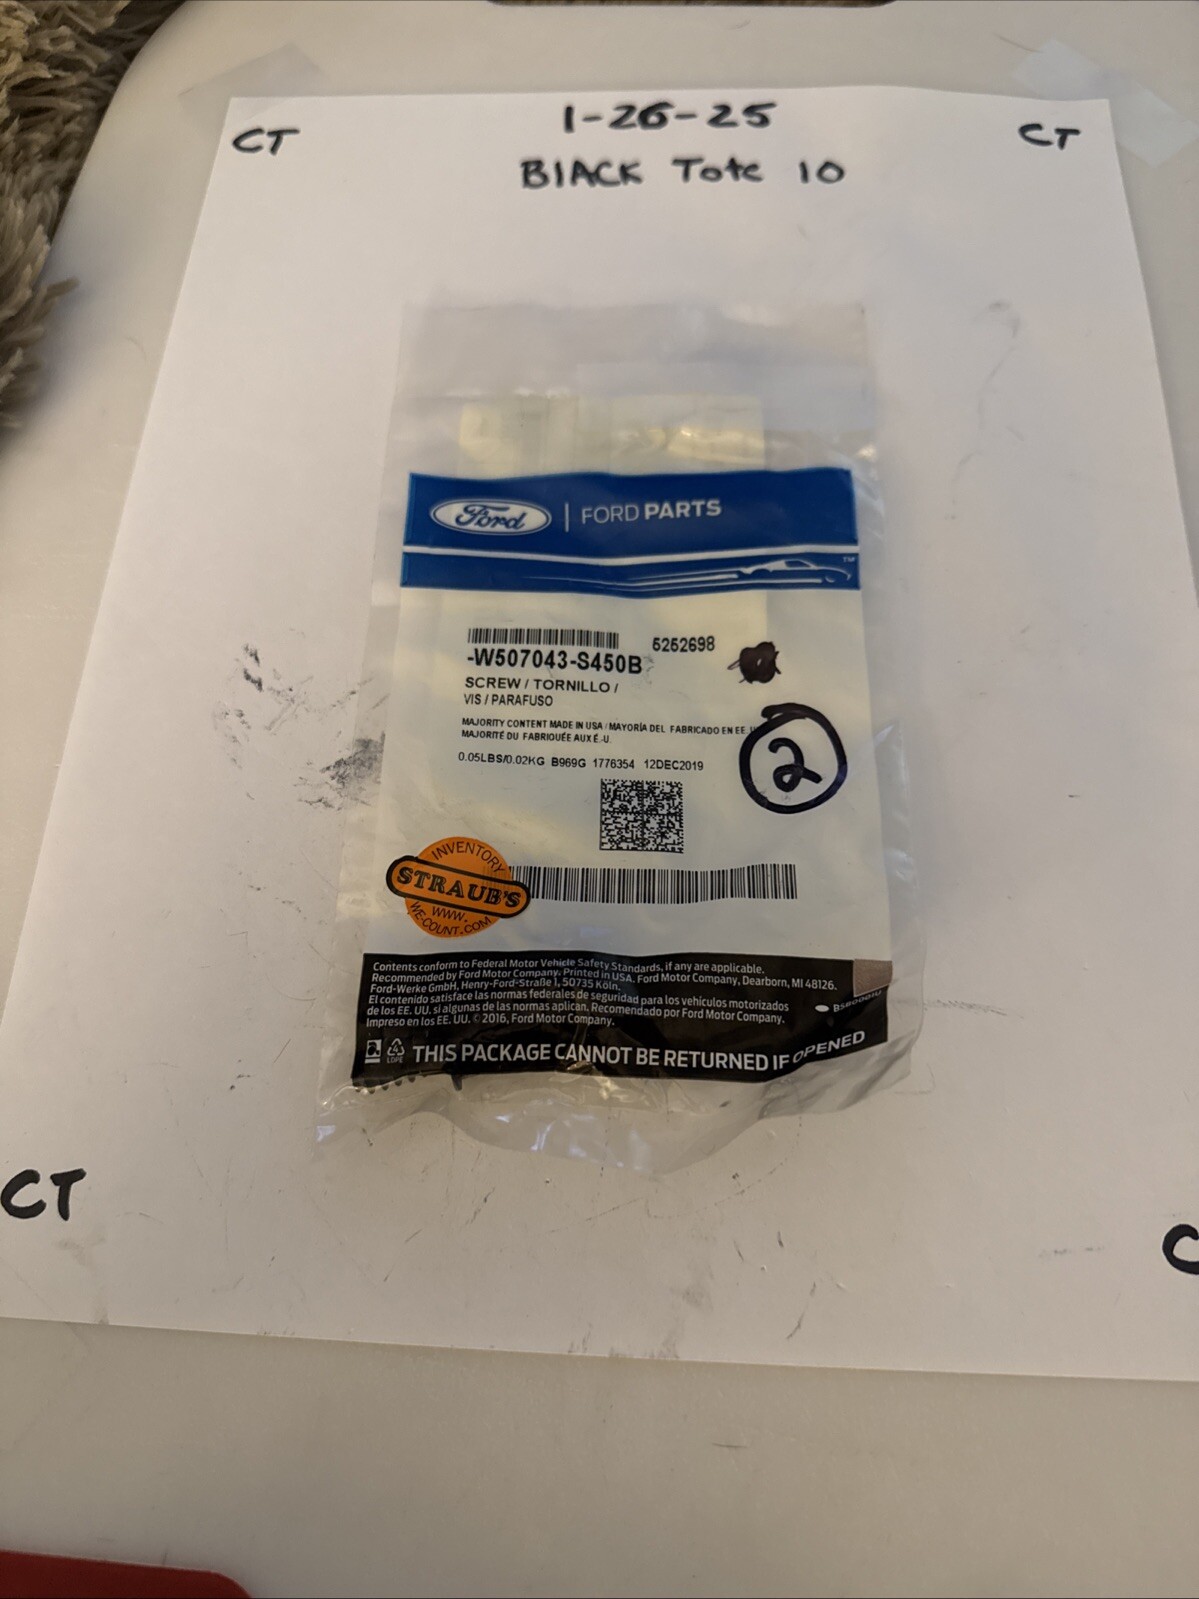 1-26-25
CT CT
BlACK Tote 10
Ford | FORD PARTS
TM
5252698
-W507043-S450B
SCREW / TORNILLO /
VIS / PARAFUSO
MAJORITY CONTENT MADE IN USA / MAYORÍA DEL FABRICADO EN EE.
MAJORITÉ DU FABRIQUÉE AUX É.-U.
0.05LBS/0.02KG B969G 1776354 12DEC2019
2
INVENTORY
STRAUB'S
WWW.
WE-COUNT.COM
Contents conform to Federal Motor Vehicle Safety Standards, if any are applicable.
Recommended by Ford Motor Company. Printed in USA. Ford Motor Company, Dearborn, MI 48126.
Ford-Werke GmbH, Henry-Ford-Straße 1, 50735 Köln.
El contenido satisface las normas federales de seguridad para los vehículos motorizados
de los EE. UU. si algunas de las normas aplican. Recomendado por Ford Motor Company.
Impreso en los EE. UU. © 2016, Ford Motor Company.
4
LDPE
THIS PACKAGE CANNOT BE RETURNED IF OPENED
CT
C